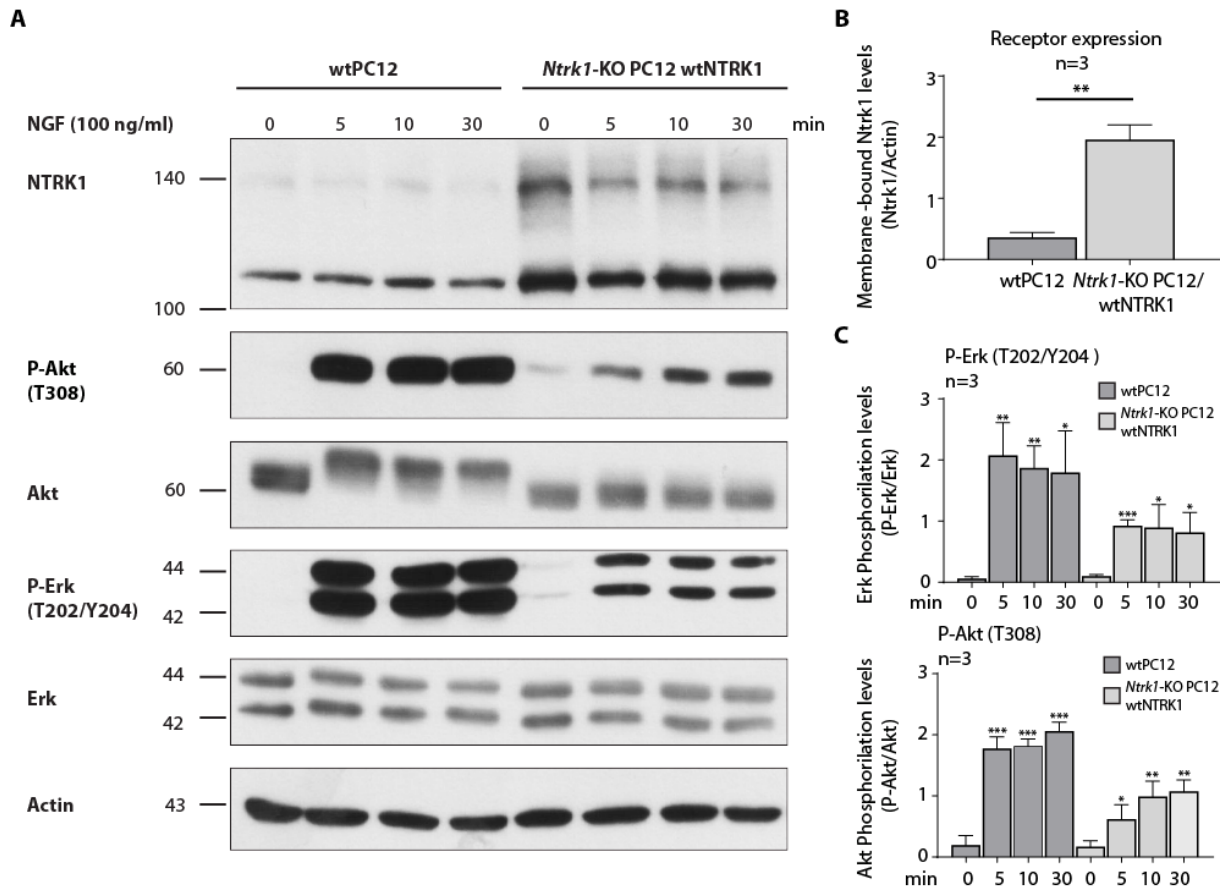 A
wtPC12
Ntrk1-KO PC12 wtNTRK1
NGF (100 ng/ml)
0 5 10 30 0 5 10 30 min
NTRK1
140
100
P-Akt
(T308)
60
Akt
60
P-Erk
(T202/Y204)
44
42
Erk
44
42
Actin
43
B
Receptor expression
n=3
**
Membrane -bound Ntrk1 levels
(Ntrk1/Actin)
3
2
1
0
wtPC12
Ntrk1-KO PC12/
wtNTRK1
C
P-Erk (T202/Y204 )
n=3
wtPC12
Ntrk1-KO PC12
wtNTRK1
Erk Phosphorilation levels
(P-Erk/Erk)
3
2
1
0
** ** * *** * *
min 0 5 10 30 0 5 10 30
P-Akt (T308)
n=3
wtPC12
Ntrk1-KO PC12
wtNTRK1
Akt Phosphorilation levels
(P-Akt/Akt)
3
2
1
0
*** *** *** * ** **
min 0 5 10 30 0 5 10 30